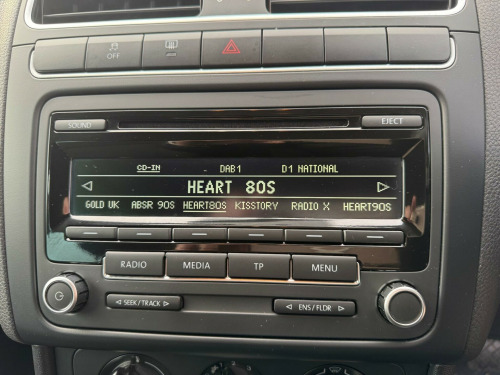 OFF
SOUND
EJECT
CD-IN DAB1 D1 NATIONAL
HEART 80S
GOLD UK ABSR 90S HEART80S KISSTORY RADIO X HEART90S
RADIO MEDIA TP MENU
SEEK/TRACK
ENS/FLDR